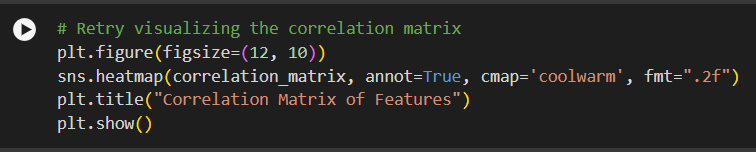 # Retry visualizing the correlation matrix
plt.figure(figsize=(12, 10))
sns.heatmap(correlation_matrix, annot=True, cmap='coolwarm', fmt=".2f")
plt.title("Correlation Matrix of Features")
plt.show()